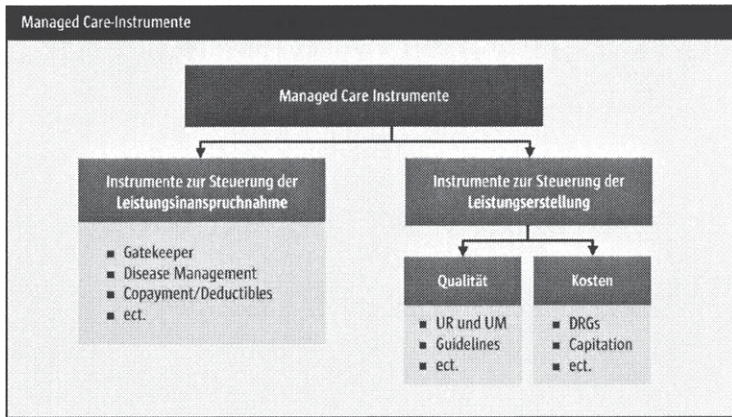 Managed Care-Instrumente
Managed Care Instrumente
Instrumente zur Steuerung der
Leistungsinanspruchnahme
■ Gatekeeper
■ Disease Management
■ Copayment/Deductibles
■ ect.
Instrumente zur Steuerung der
Leistungserstellung
Qualität
■ UR und UM
■ Guidelines
■ ect.
Kosten
■ DRGs
■ Capitation
■ ect.